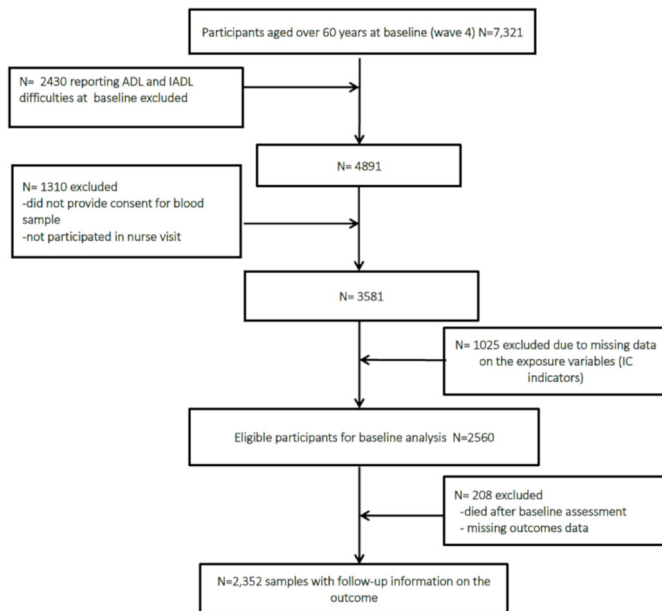 Participants aged over 60 years at baseline (wave 4) N=7,321
N=  2430 reporting ADL and IADL
difficulties at  baseline excluded
N= 4891
N= 1310 excluded
-did not provide consent for blood
sample
-not participated in nurse visit
N= 3581
N= 1025 excluded due to missing data
on the exposure variables (IC
indicators)
Eligible participants for baseline analysis  N=2560
N= 208 excluded
-died after baseline assessment
- missing outcomes data
N=2,352 samples with follow-up information on the
outcome